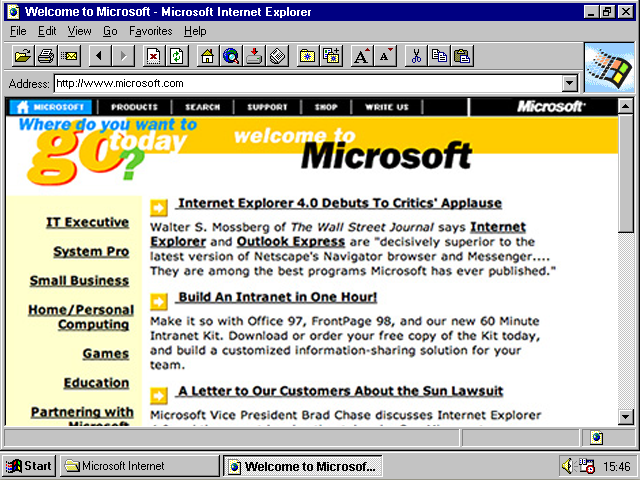 Welcome to Microsoft - Microsoft Internet Explorer
File Edit View Go Favorites Help
Address: http://www.microsoft.com
MICROSOFT PRODUCTS SEARCH SUPPORT SHOP WRITE US Microsoft
Where do you want to
go today
?
welcome to
Microsoft
IT Executive
System Pro
Small Business
Home/Personal
Computing
Games
Education
Partnering with
Microsoft
Internet Explorer 4.0 Debuts To Critics' Applause
Walter S. Mossberg of The Wall Street Journal says Internet
Explorer and Outlook Express are "decisively superior to the
latest version of Netscape's Navigator browser and Messenger....
They are among the best programs Microsoft has ever published."
Build An Intranet in One Hour!
Make it so with Office 97, FrontPage 98, and our new 60 Minute
Intranet Kit. Download or order your free copy of the Kit today,
and build a customized information-sharing solution for your
team.
A Letter to Our Customers About the Sun Lawsuit
Microsoft Vice President Brad Chase discusses Internet Explorer
Start Microsoft Internet Welcome to Microsof... 15:46